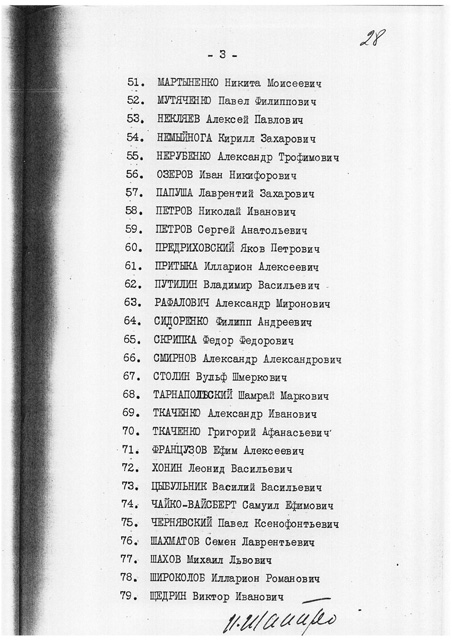 28
- 3 -
51. МАРТЫНЕНКО Никита Моисеевич
52. МУТЯЧЕНКО Павел Филиппович
53. НЕКЛЯЕВ Алексей Павлович
54. НЕМЫЙНОГА Кирилл Захарович
55. НЕРУБЕНКО Александр Трофимович
56. ОЗЕРОВ Иван Никифорович
57. ПАПУША Лаврентий Захарович
58. ПЕТРОВ Николай Иванович
59. ПЕТРОВ Сергей Анатольевич
60. ПРЕДРИХОВСКИЙ Яков Петрович
61. ПРИТЫКА Илларион Алексеевич
62. ПУТИЛИН Владимир Васильевич
63. РАФАЛОВИЧ Александр Миронович
64. СИДОРЕНКО Филипп Андреевич
65. СКРИПКА Федор Федорович
66. СМИРНОВ Александр Александрович
67. СТОЛИН Вульф Шмеркович
68. ТАРНАПОЛЬСКИЙ Шамрай Маркович
69. ТКАЧЕНКО Александр Иванович
70. ТКАЧЕНКО Григорий Афанасьевич
71. ФРАНЦУЗОВ Ефим Алексеевич
72. ХОНИН Леонид Васильевич
73. ЦЫБУЛЬНИК Василий Васильевич
74. ЧАЙКО-ВАЙСБЕРТ Самуил Ефимович
75. ЧЕРНЯВСКИЙ Павел Ксенофонтьевич
76. ШАХМАТОВ Семен Лаврентьевич
77. ШАХОВ Михаил Львович
78. ШИРОКОЛОБ Илларион Романович
79. ЩЕДРИН Виктор Иванович